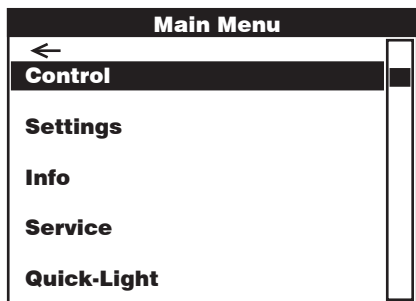 Main Menu
Control
Settings
Info
Service
Quick-Light